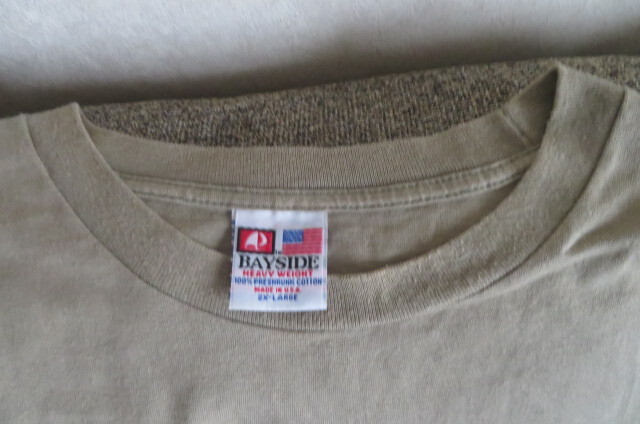 BAYSIDE
HEAVY WEIGHT
100% PRESHRUNK COTTON
MADE IN U.S.A.
2X-LARGE